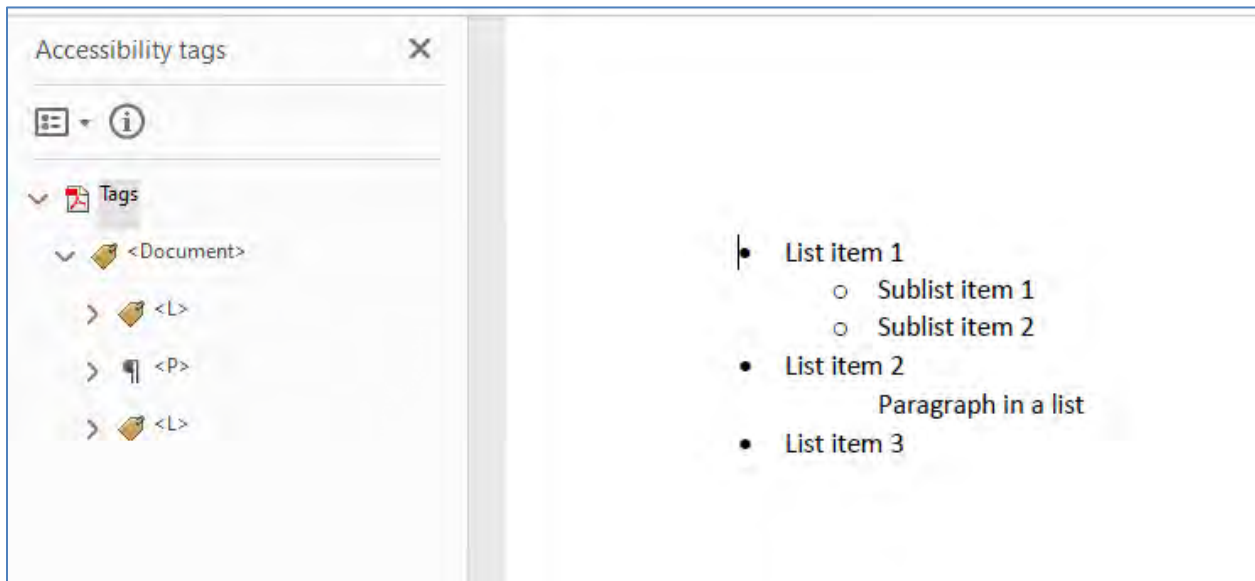 Accessibility tags
Tags
<Document>
<L>
<P>
<L>
• List item 1
o Sublist item 1
o Sublist item 2
• List item 2
Paragraph in a list
• List item 3